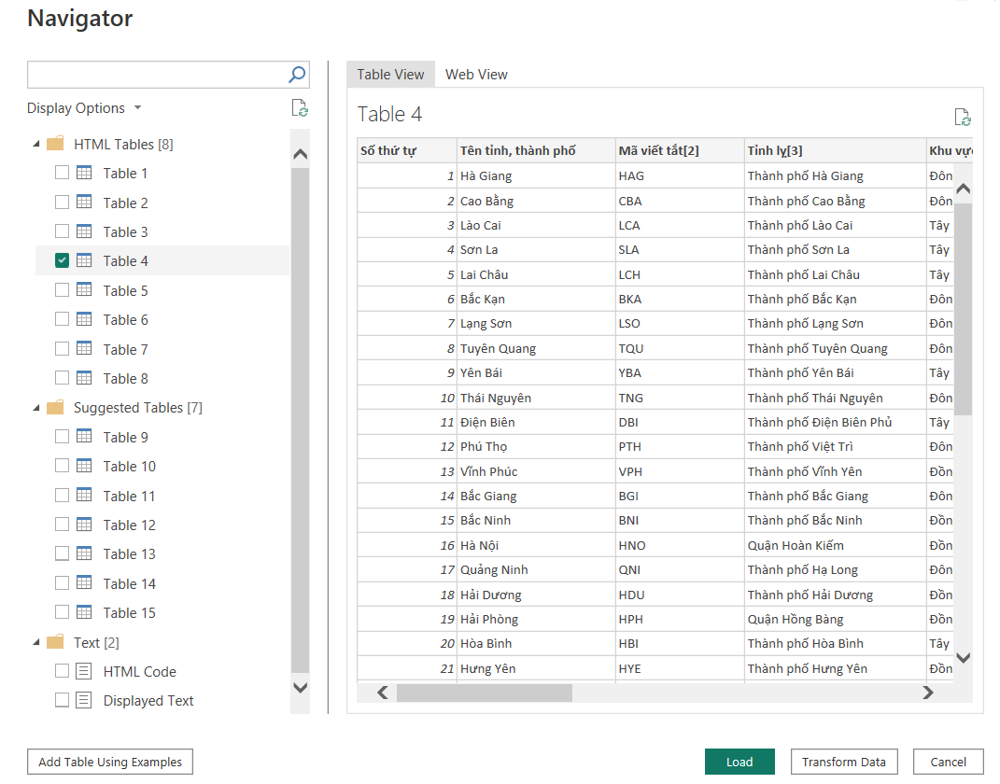 Navigator
Display Options
HTML Tables [8]
Table 1
Table 2
Table 3
Table 4
Table 5
Table 6
Table 7
Table 8
Suggested Tables [7]
Table 9
Table 10
Table 11
Table 12
Table 13
Table 14
Table 15
Text [2]
HTML Code
Displayed Text
Table View Web View
Table 4
Số thứ tự Tên tỉnh, thành phố Mã viết tắt[2] Tỉnh lỵ[3] Khu vực
1 Hà Giang HAG Thành phố Hà Giang Đôn
2 Cao Bằng CBA Thành phố Cao Bằng Đôn
3 Lào Cai LCA Thành phố Lào Cai Tây
4 Sơn La SLA Thành phố Sơn La Tây
5 Lai Châu LCH Thành phố Lai Châu Tây
6 Bắc Kạn BKA Thành phố Bắc Kạn Đôn
7 Lạng Sơn LSO Thành phố Lạng Sơn Đôn
8 Tuyên Quang TQU Thành phố Tuyên Quang Đôn
9 Yên Bái YBA Thành phố Yên Bái Tây
10 Thái Nguyên TNG Thành phố Thái Nguyên Đôn
11 Điện Biên DBI Thành phố Điện Biên Phủ Tây
12 Phú Thọ PTH Thành phố Việt Trì Đôn
13 Vĩnh Phúc VPH Thành phố Vĩnh Yên Đồn
14 Bắc Giang BGI Thành phố Bắc Giang Đôn
15 Bắc Ninh BNI Thành phố Bắc Ninh Đồn
16 Hà Nội HNO Quận Hoàn Kiếm Đồn
17 Quảng Ninh QNI Thành phố Hạ Long Đôn
18 Hải Dương HDU Thành phố Hải Dương Đồn
19 Hải Phòng HPH Quận Hồng Bàng Đồn
20 Hòa Bình HBI Thành phố Hòa Bình Tây
21 Hưng Yên HYE Thành phố Hưng Yên Đồn
Add Table Using Examples Load Transform Data Cancel